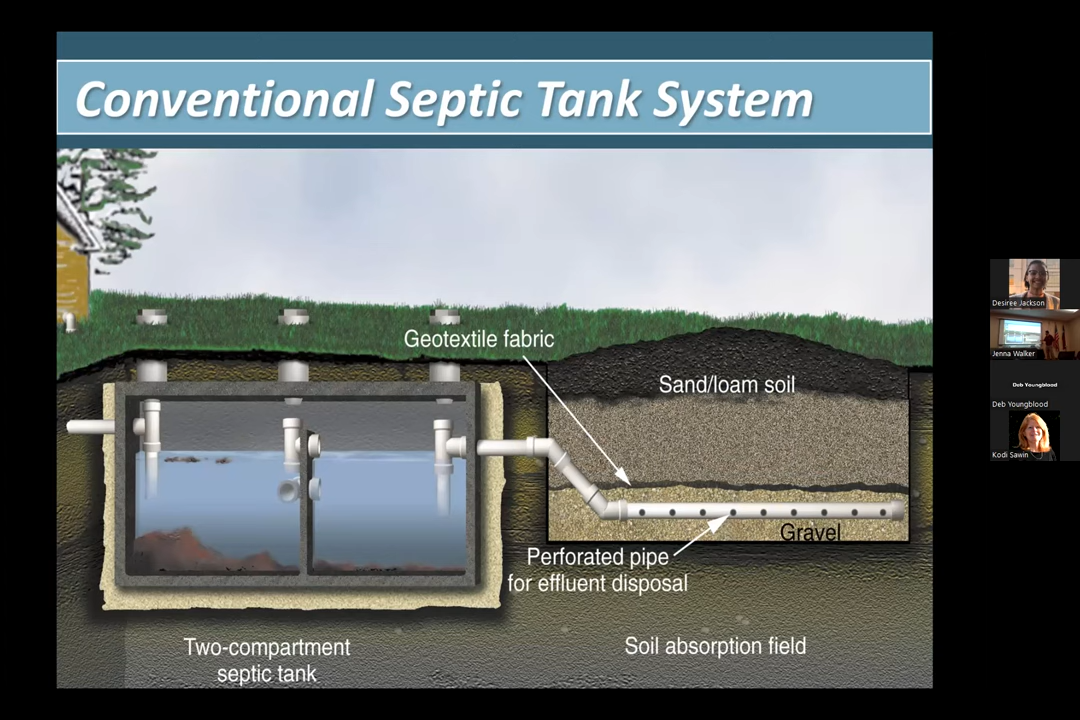 Conventional Septic Tank System
Geotextile fabric
Sand/loam soil
Gravel
Perforated pipe
for effluent disposal
Two-compartment
septic tank
Soil absorption field
Desiree Jackson
Jenna Walker
Deb Youngblood
Deb Youngblood
Kodi Sawin